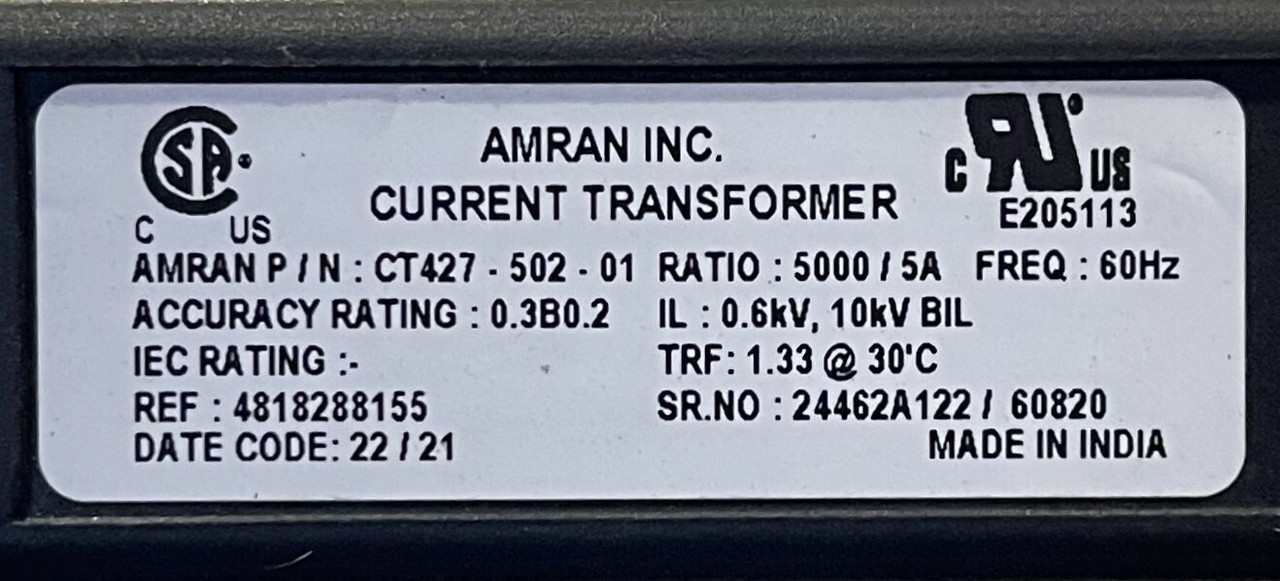 SA
C US
AMRAN INC.
CURRENT TRANSFORMER
C RU US
E205113
AMRAN P / N : CT427 - 502 - 01 RATIO : 5000 / 5A FREQ : 60Hz
ACCURACY RATING : 0.3B0.2 IL : 0.6kV, 10kV BIL
IEC RATING :- TRF: 1.33 @ 30'C
REF : 4818288155 SR.NO : 24462A122 / 60820
DATE CODE: 22 / 21 MADE IN INDIA